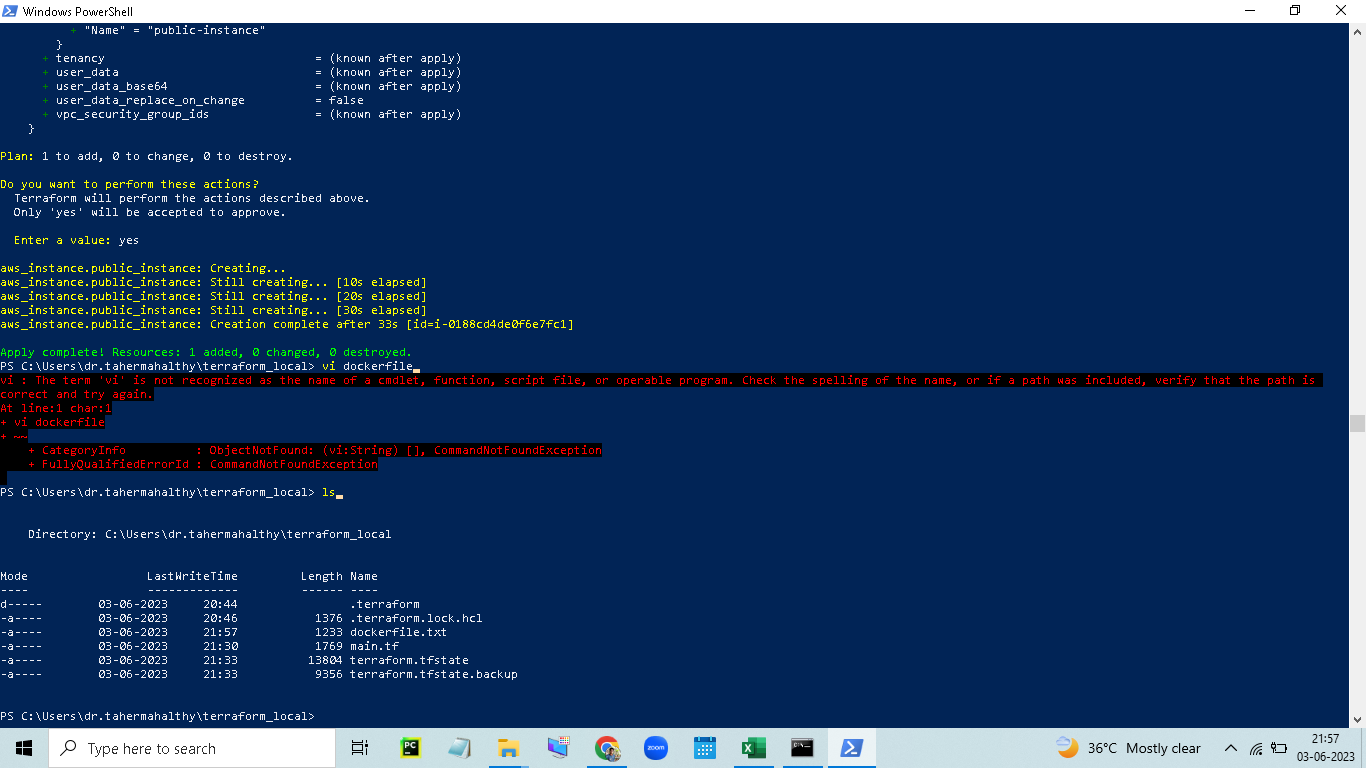 Windows PowerShell
+ "Name" = "public-instance"
}
+ tenancy = (known after apply)
+ user_data = (known after apply)
+ user_data_base64 = (known after apply)
+ user_data_replace_on_change = false
+ vpc_security_group_ids = (known after apply)
}
Plan: 1 to add, 0 to change, 0 to destroy.
Do you want to perform these actions?
Terraform will perform the actions described above.
Only 'yes' will be accepted to approve.
Enter a value: yes
aws_instance.public_instance: Creating...
aws_instance.public_instance: Still creating... [10s elapsed]
aws_instance.public_instance: Still creating... [20s elapsed]
aws_instance.public_instance: Still creating... [30s elapsed]
aws_instance.public_instance: Creation complete after 33s [id=i-0188cd4de0f6e7fc1]
Apply complete! Resources: 1 added, 0 changed, 0 destroyed.
PS C:\Users\dr.tahermahalthy\terraform_local> vi dockerfile
vi : The term 'vi' is not recognized as the name of a cmdlet, function, script file, or operable program. Check the spelling of the name, or if a path was included, verify that the path is
correct and try again.
At line:1 char:1
+ vi dockerfile
+ ~~
+ CategoryInfo : ObjectNotFound: (vi:String) [], CommandNotFoundException
+ FullyQualifiedErrorId : CommandNotFoundException
PS C:\Users\dr.tahermahalthy\terraform_local> ls
Directory: C:\Users\dr.tahermahalthy\terraform_local
Mode LastWriteTime Length Name
---- ------------- ------ ----
d----- 03-06-2023 20:44 .terraform
-a---- 03-06-2023 20:46 1376 .terraform.lock.hcl
-a---- 03-06-2023 21:57 1233 dockerfile.txt
-a---- 03-06-2023 21:30 1769 main.tf
-a---- 03-06-2023 21:33 13804 terraform.tfstate
-a---- 03-06-2023 21:33 9356 terraform.tfstate.backup
PS C:\Users\dr.tahermahalthy\terraform_local>
Type here to search
PC
zoom
36°C Mostly clear
21:57
03-06-2023